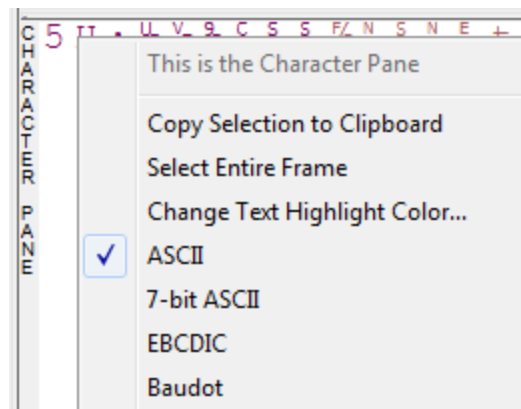 CHARACTER PANE
This is the Character Pane
Copy Selection to Clipboard
Select Entire Frame
Change Text Highlight Color...
ASCII
7-bit ASCII
EBCDIC
Baudot